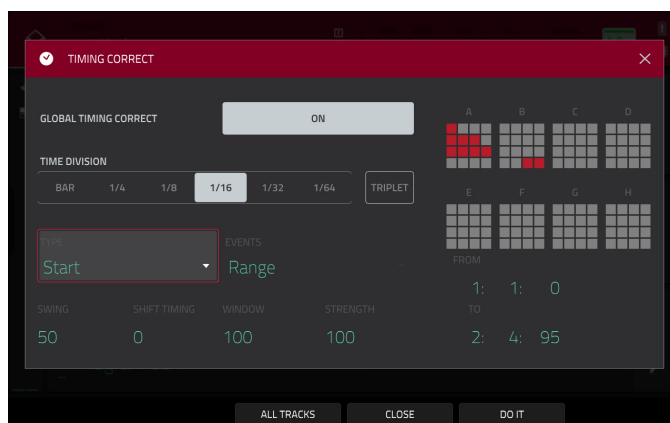 TIMING CORRECT
GLOBAL TIMING CORRECT
ON
TIME DIVISION
BAR 1/4 1/8 1/16 1/32 1/64 TRIPLET
A B C D
E F G H
TYPE EVENTS
Start Range
FROM
1: 1: 0
SWING SHIFT TIMING WINDOW STRENGTH TO
50 0 100 100 2: 4: 95
ALL TRACKS CLOSE DO IT